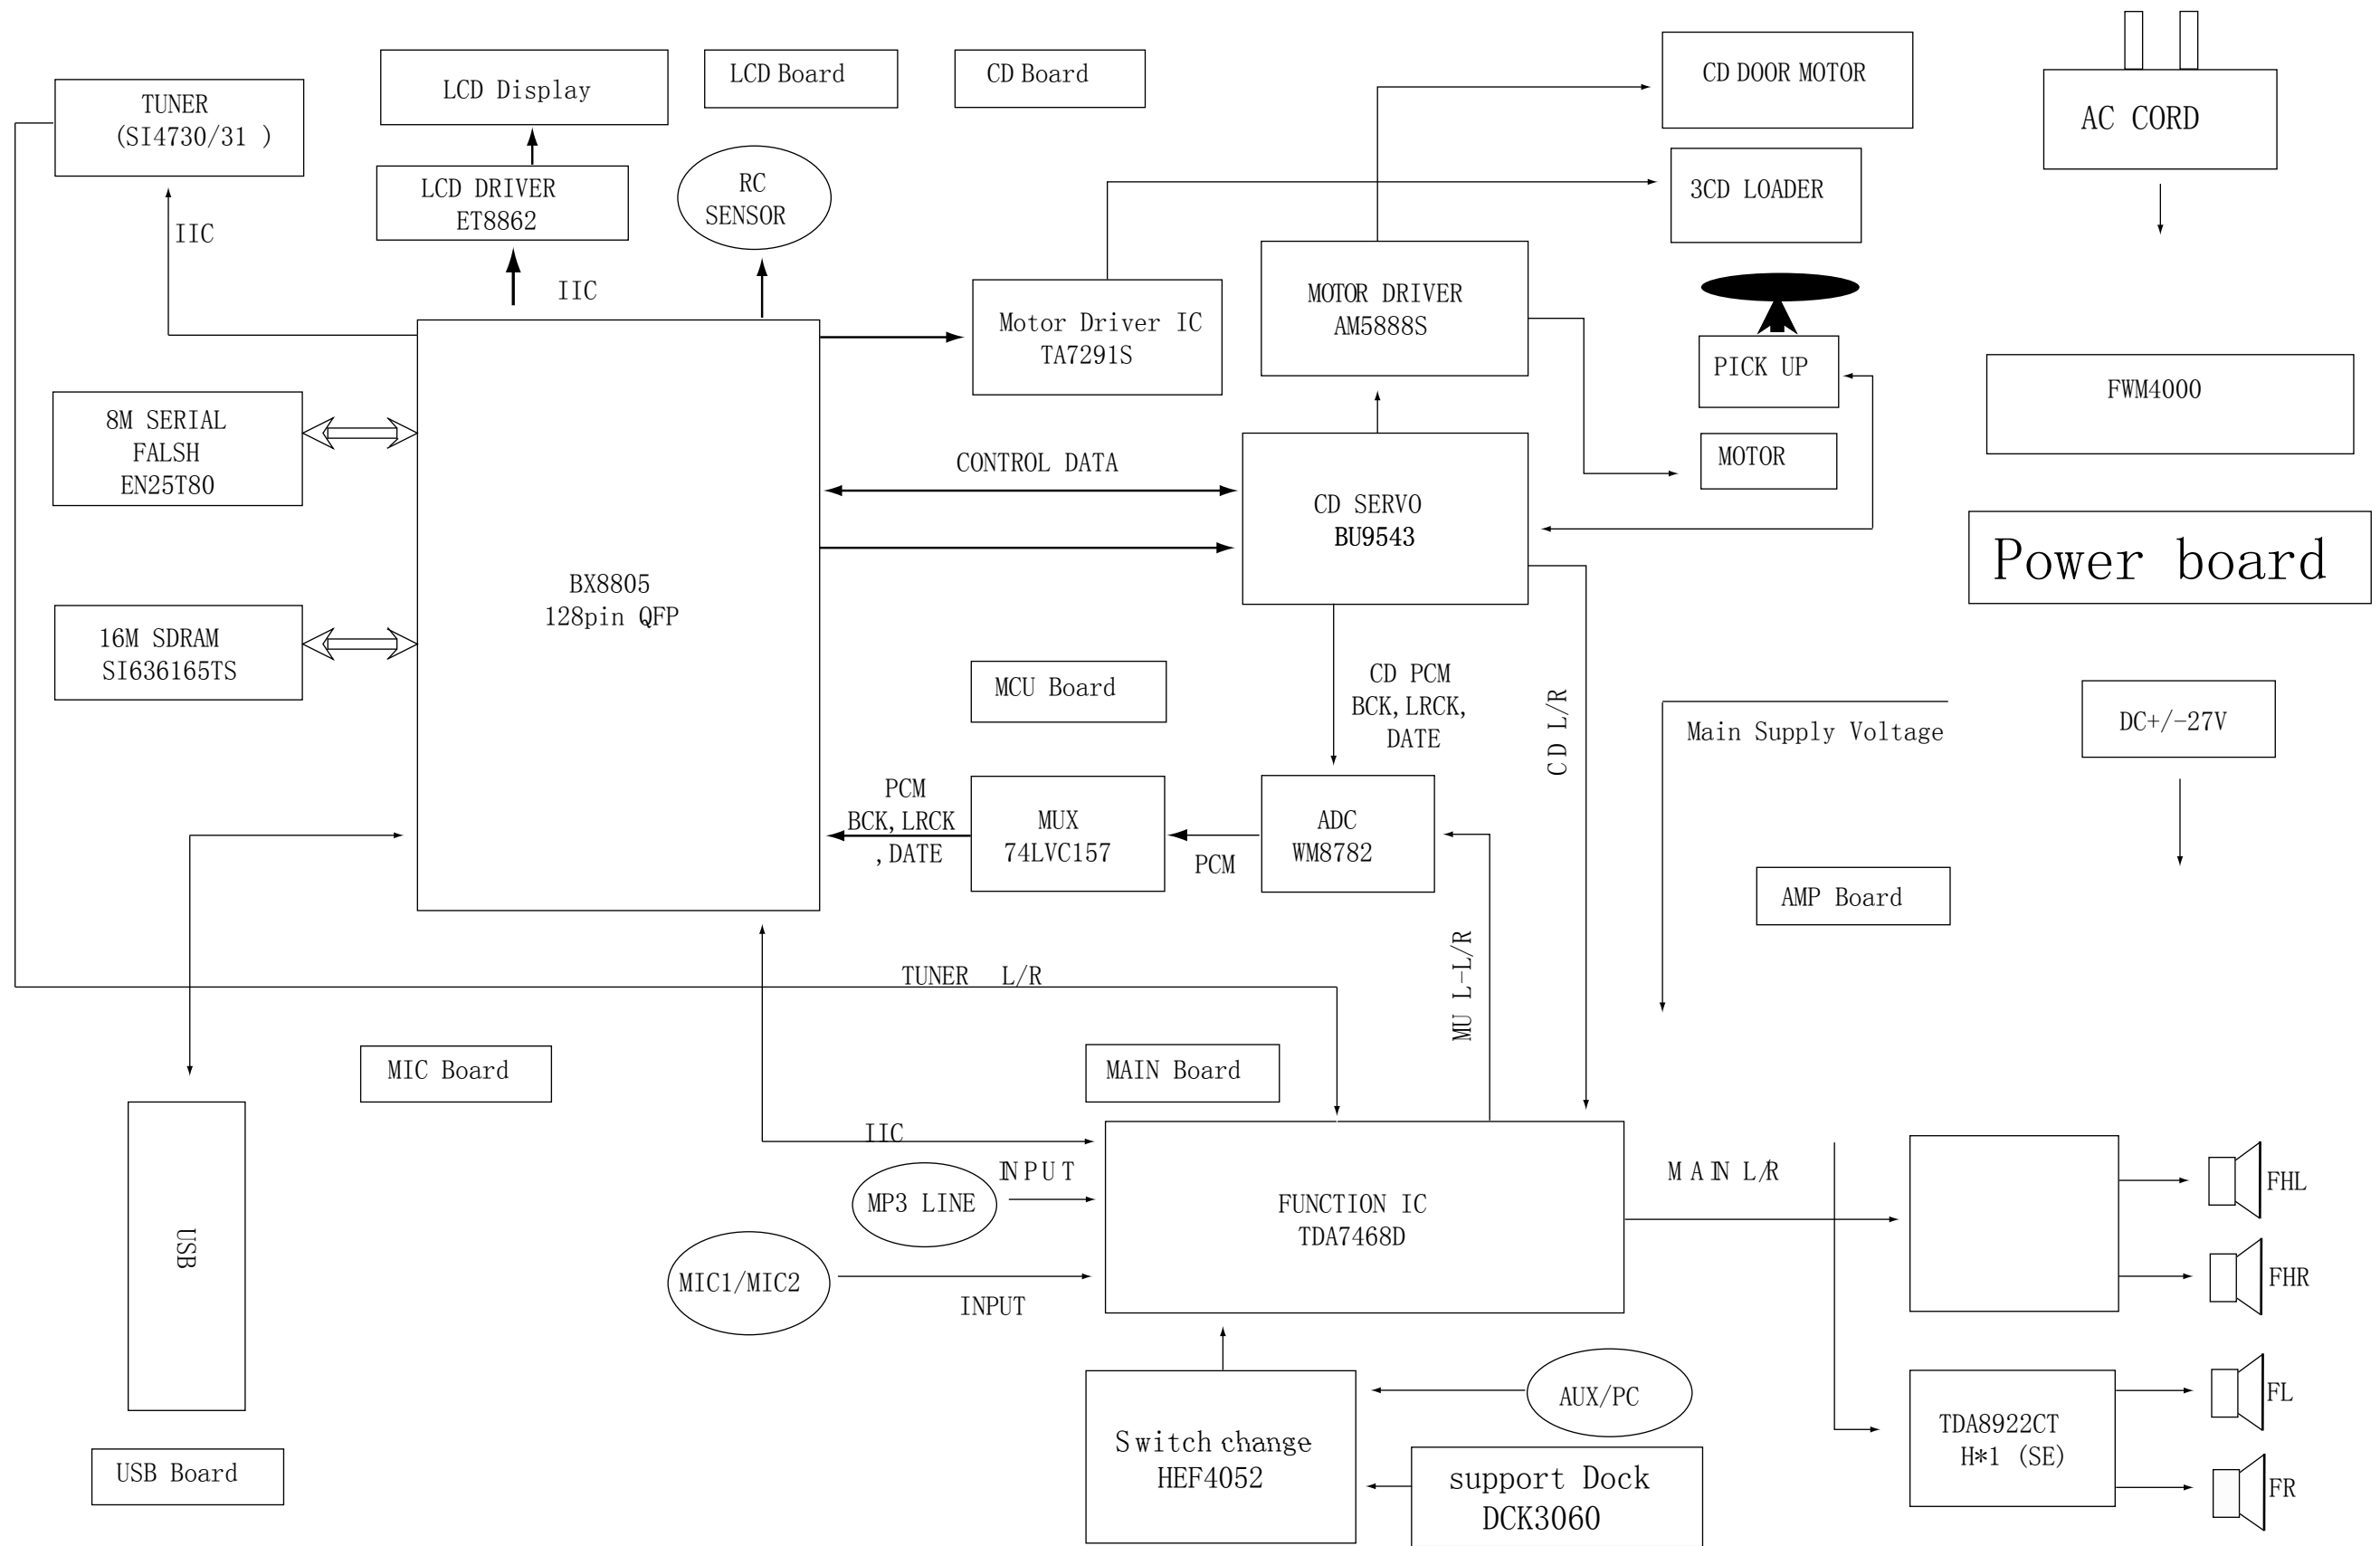 TUNER
(SI4730/31 )
LCD Display
LCD Board
CD Board
CD DOOR MOTOR
AC CORD
LCD DRIVER
ET8862
RC
SENSOR
3CD LOADER
IIC
IIC
Motor Driver IC
TA7291S
MOTOR DRIVER
AM5888S
PICK UP
FWM4000
8M SERIAL
FALSH
EN25T80
CONTROL DATA
MOTOR
CD SERVO
BU9543
Power board
BX8805
128pin QFP
16M SDRAM
SI636165TS
MCU Board
CD PCM
BCK,LRCK,
DATE
CD L/R
Main Supply Voltage
DC+/-27V
PCM
BCK,LRCK
,DATE
MUX
74LVC157
PCM
ADC
WM8782
AMP Board
TUNER L/R
MU L-L/R
MIC Board
MAIN Board
IIC
INPUT
MP3 LINE
FUNCTION IC
TDA7468D
MAIN L/R
FHL
USB
MIC1/MIC2
INPUT
FHR
AUX/PC
FL
Switch change
HEF4052
TDA8922CT
H*1 (SE)
USB Board
support Dock
DCK3060
FR